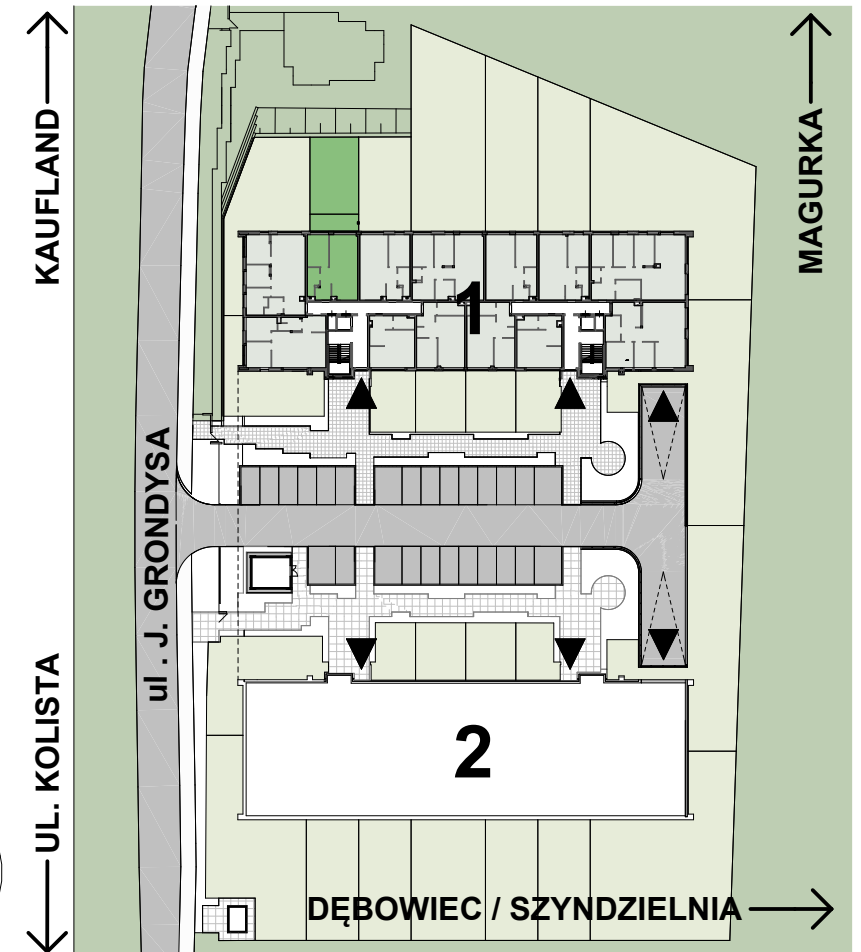 KAUFLAND
MAGURKA
1
ul . J. GRONDYSA
UL. KOLISTA
2
DĘBOWIEC / SZYNDZIELNIA